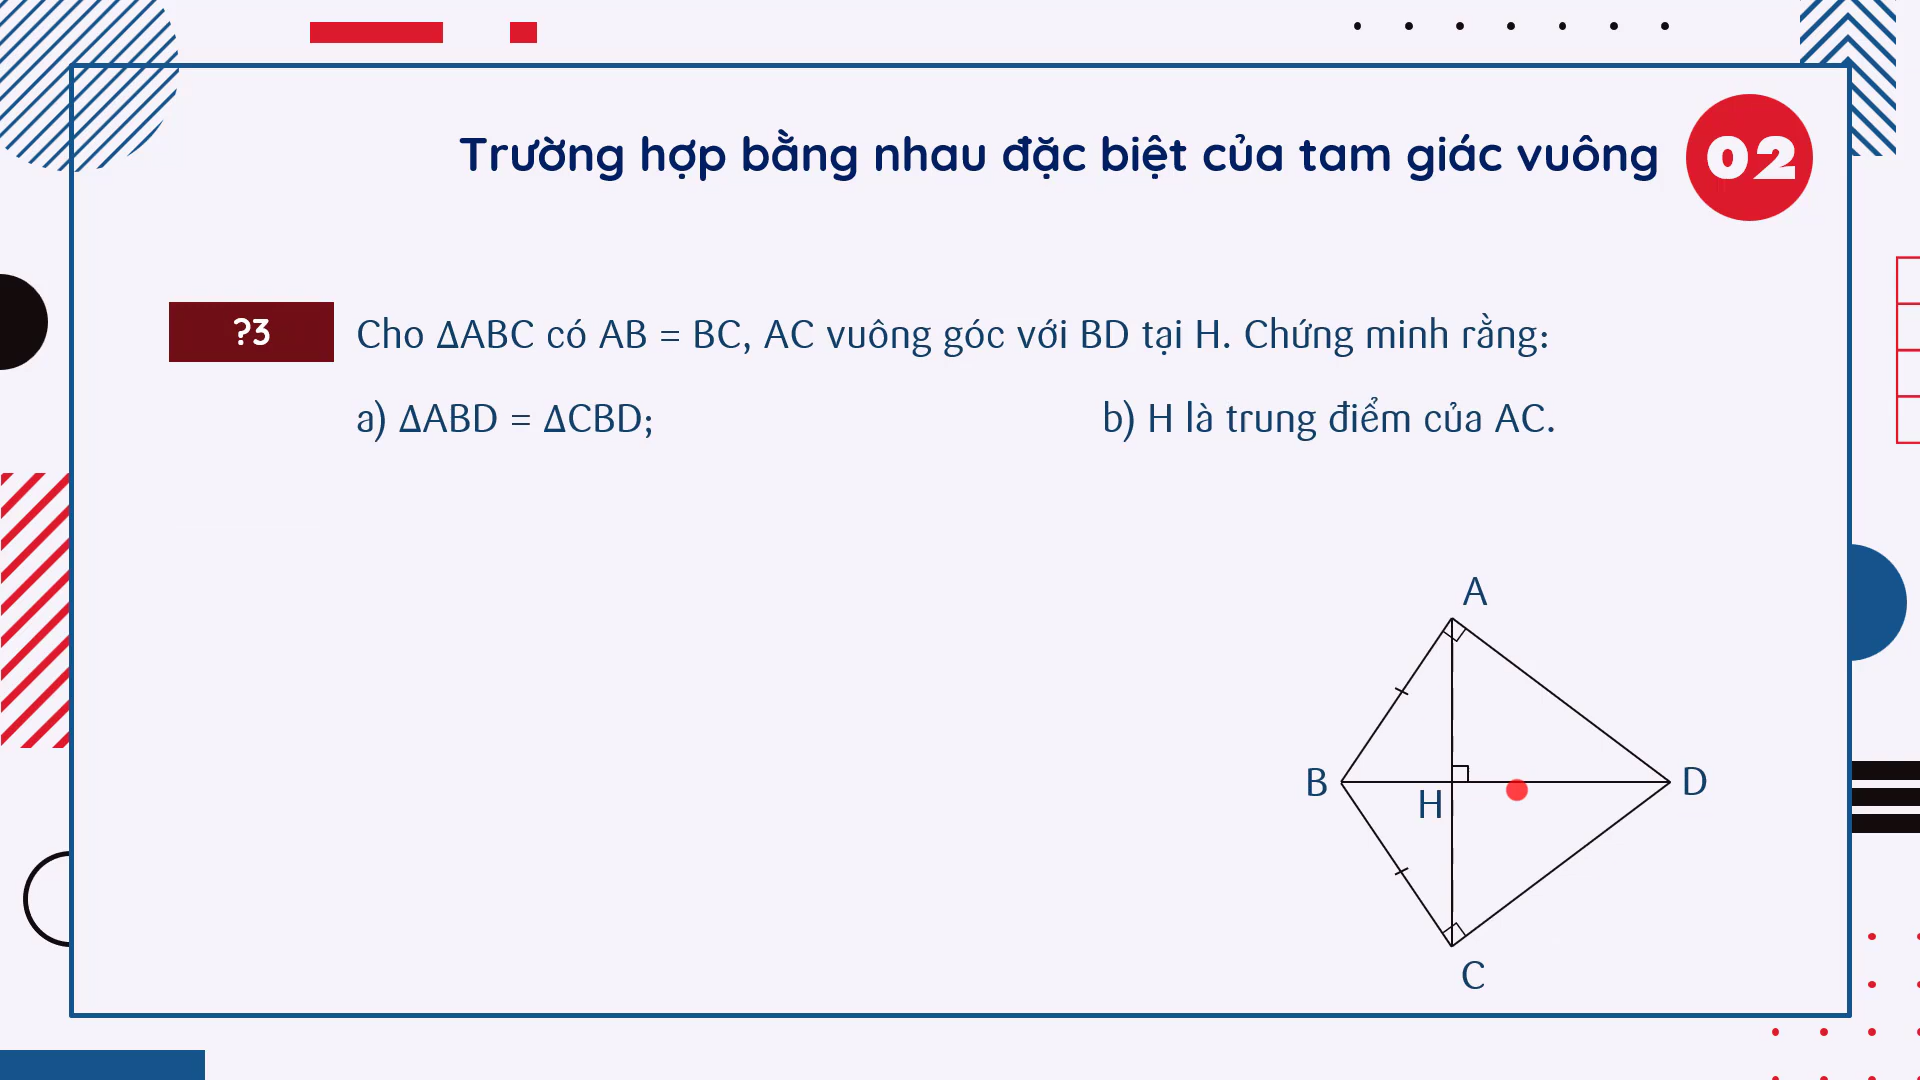 Trường hợp bằng nhau đặc biệt của tam giác vuông 02
?3 Cho ΔABC có AB = BC, AC vuông góc với BD tại H. Chứng minh rằng:
a) ΔABD = ΔCBD; b) H là trung điểm của AC.
A
B H D
C